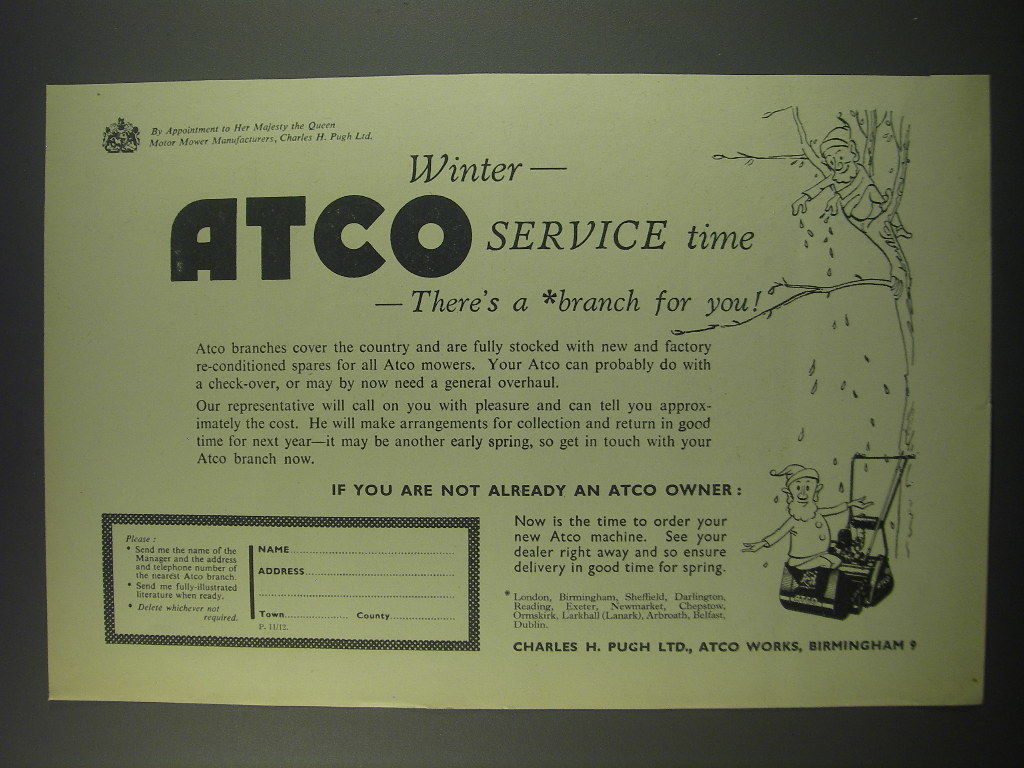 By Appointment to Her Majesty the Queen
Motor Mower Manufacturers, Charles H. Pugh Ltd.
Winter —
ATCO SERVICE time
— There's a *branch for you!
Atco branches cover the country and are fully stocked with new and factory
re-conditioned spares for all Atco mowers. Your Atco can probably do with
a check-over, or may by now need a general overhaul.
Our representative will call on you with pleasure and can tell you approx-
imately the cost. He will make arrangements for collection and return in good
time for next year—it may be another early spring, so get in touch with your
Atco branch now.
IF YOU ARE NOT ALREADY AN ATCO OWNER :
Please :
• Send me the name of the
Manager and the address
and telephone number of
the nearest Atco branch.
• Send me fully-illustrated
literature when ready.
• Delete whichever not
required.
NAME
ADDRESS
Town County
P. 11/12.
Now is the time to order your
new Atco machine. See your
dealer right away and so ensure
delivery in good time for spring.
* London, Birmingham, Sheffield, Darlington,
Reading, Exeter, Newmarket, Chepstow,
Ormskirk, Larkhall (Lanark), Arbroath, Belfast,
Dublin.
ATCO
CHARLES H. PUGH LTD., ATCO WORKS, BIRMINGHAM 9